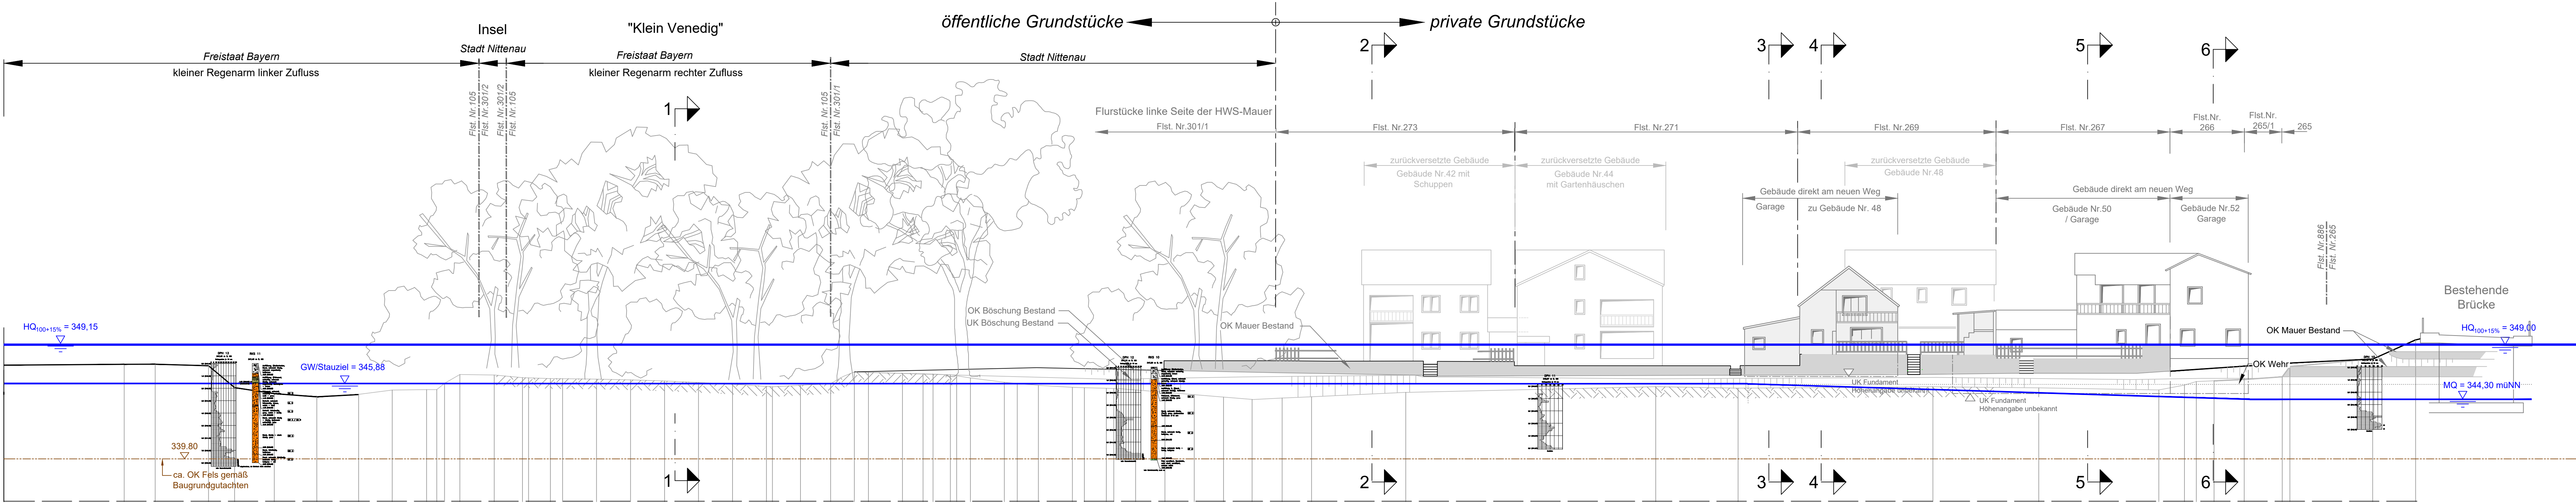 öffentliche Grundstücke
private Grundstücke
Insel
"Klein Venedig"
Freistaat Bayern
Stadt Nittenau
Freistaat Bayern
Stadt Nittenau
kleiner Regenarm linker Zufluss
kleiner Regenarm rechter Zufluss
2
3
4
5
6
1
Flst. Nr.105
Flst. Nr.301/2
Flst. Nr.301/2
Flst. Nr.105
Flst. Nr.105
Flst. Nr.301/1
Flurstücke linke Seite der HWS-Mauer
Flst. Nr.301/1
Flst. Nr.273
Flst. Nr.271
Flst. Nr.269
Flst. Nr.267
Flst.Nr.
266
Flst.Nr.
265/1
265
zurückversetzte Gebäude
Gebäude Nr.42 mit
Schuppen
zurückversetzte Gebäude
Gebäude Nr.44
mit Gartenhäuschen
zurückversetzte Gebäude
Gebäude Nr.48
Gebäude direkt am neuen Weg
Garage
zu Gebäude Nr. 48
Gebäude direkt am neuen Weg
Gebäude Nr.50
/ Garage
Gebäude Nr.52
Garage
Flst. Nr.886
Flst. Nr.265
Bestehende
Brücke
HQ100+15% = 349,15
GW/Stauziel = 345,88
OK Böschung Bestand
UK Böschung Bestand
OK Mauer Bestand
OK Mauer Bestand
HQ100+15% = 349,00
OK Wehr
MQ = 344,30 müNN
UK Fundament
Höhenangabe unbekannt
UK Fundament
Höhenangabe unbekannt
339.80
ca. OK Fels gemäß
Baugrundgutachten
1
2
3
4
5
6